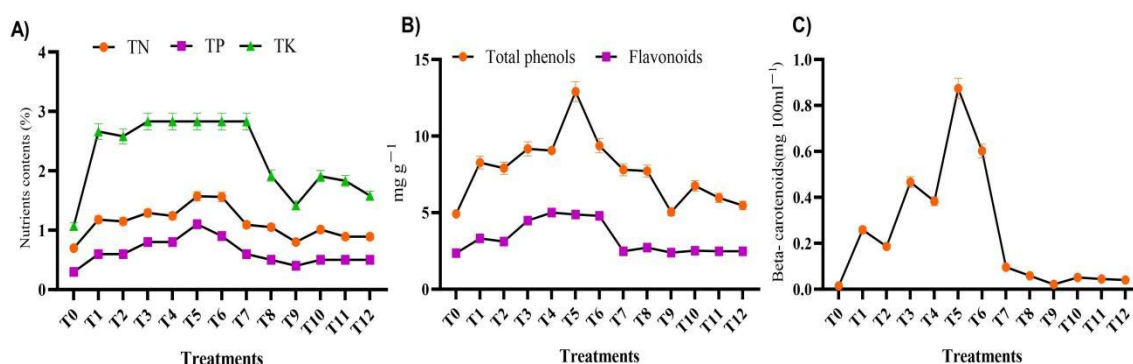 A)
TN TP TK
Nutrients contents (%)
4
3
2
1
0
T0 T1 T2 T3 T4 T5 T6 T7 T8 T9 T10 T11 T12
Treatments
B)
Total phenols Flavonoids
mg g−1
15
10
5
0
T0 T1 T2 T3 T4 T5 T6 T7 T8 T9 T10 T11 T12
Treatments
C)
Beta- carotenoids(mg 100ml−1)
1.0
0.8
0.6
0.4
0.2
0.0
T0 T1 T2 T3 T4 T5 T6 T7 T8 T9 T10 T11 T12
Treatments